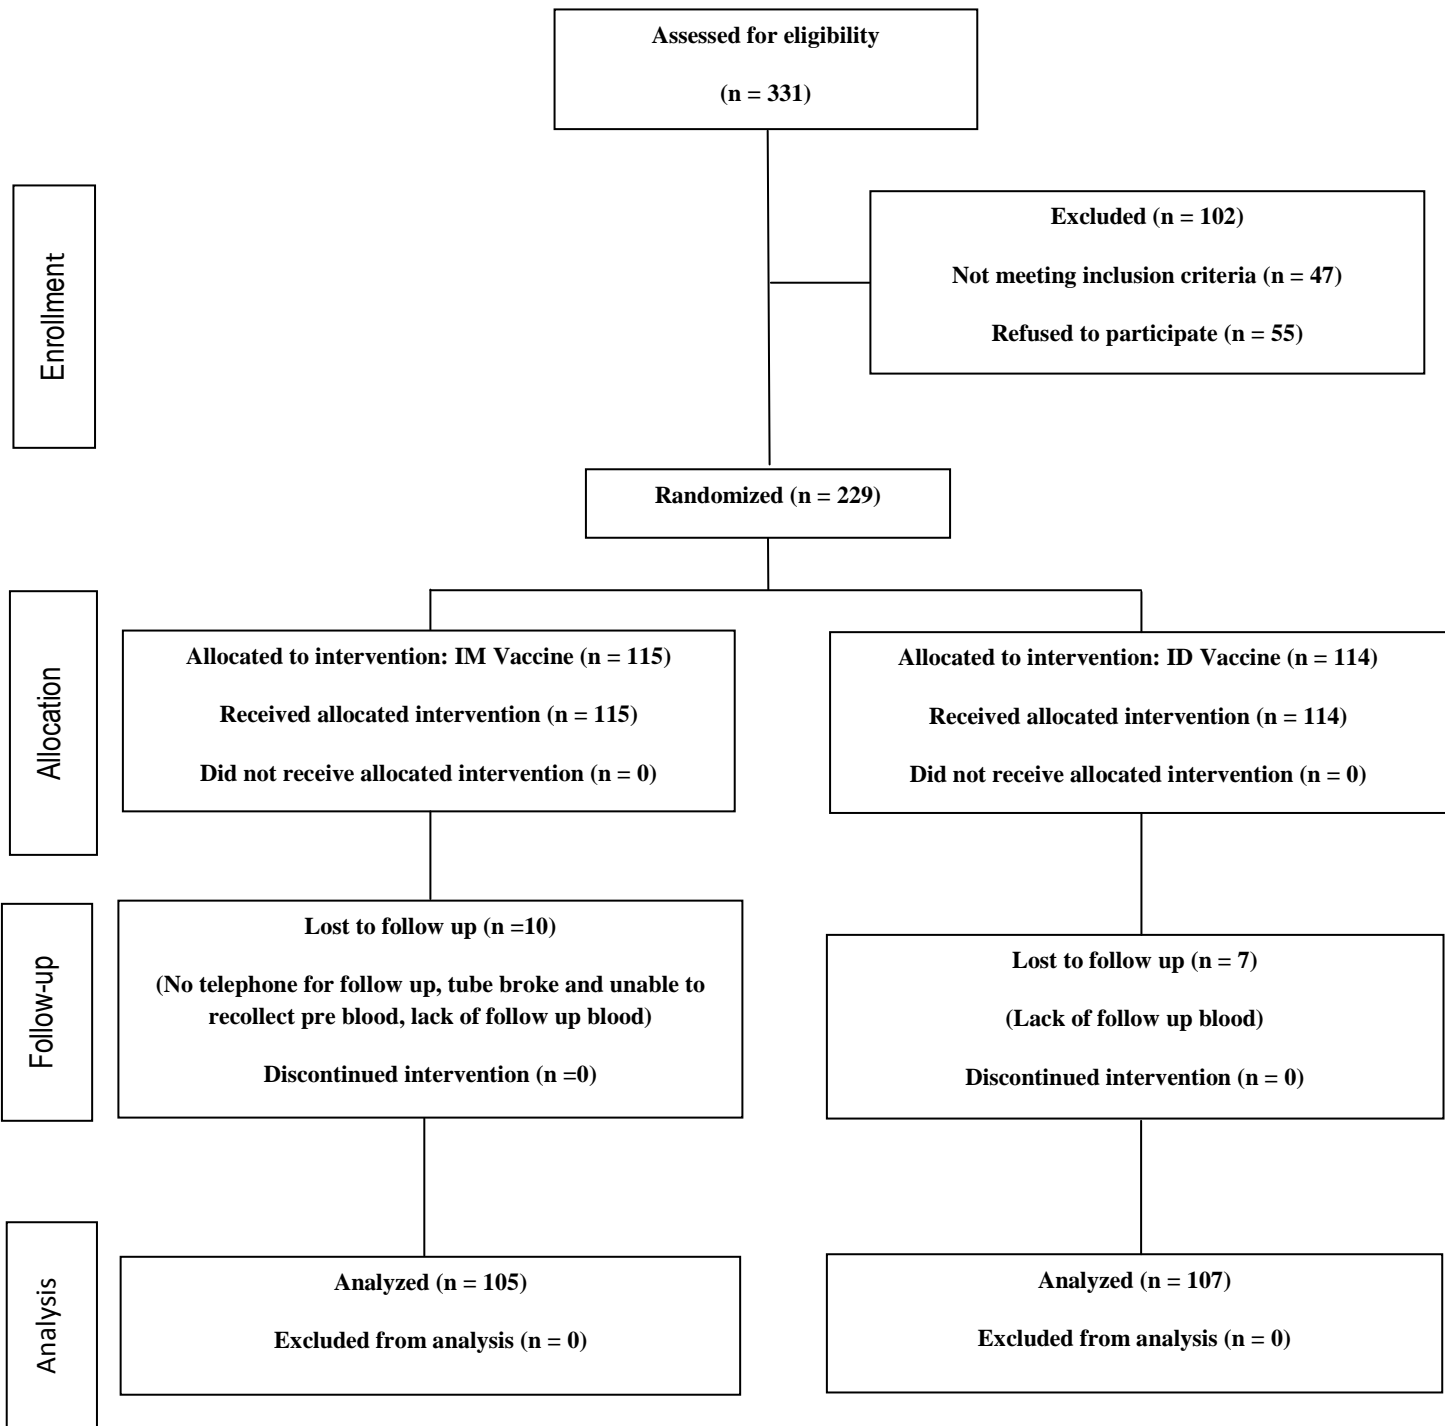 Assessed for eligibility
(n = 331)
Enrollment
Excluded (n = 102)
Not meeting inclusion criteria (n = 47)
Refused to participate (n = 55)
Randomized (n = 229)
Allocation
Allocated to intervention: IM Vaccine (n = 115)
Received allocated intervention (n = 115)
Did not receive allocated intervention (n = 0)
Allocated to intervention: ID Vaccine (n = 114)
Received allocated intervention (n = 114)
Did not receive allocated intervention (n = 0)
Follow-up
Lost to follow up (n =10)
(No telephone for follow up, tube broke and unable to
recollect pre blood, lack of follow up blood)
Discontinued intervention (n =0)
Lost to follow up (n = 7)
(Lack of follow up blood)
Discontinued intervention (n = 0)
Analysis
Analyzed (n = 105)
Excluded from analysis (n = 0)
Analyzed (n = 107)
Excluded from analysis (n = 0)